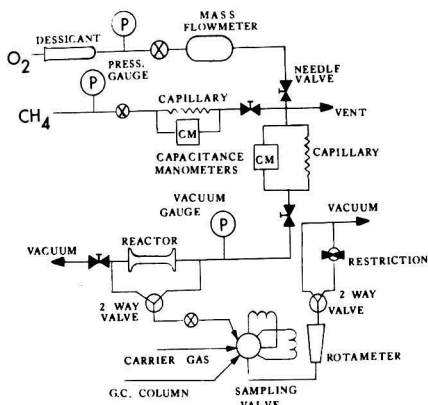 MASS
FLOWMETER
DESSICANT
P
O2
PRESS.
GAUGE
NEEDLF
VALVE
P
CAPILLARY
CH4
VENT
CM
CM
CAPILLARY
CAPACITANCE
MANOMETERS
VACUUM
GAUGE
P
VACUUM
VACUUM
REACTOR
RESTRICTION
2 WAY
VALVE
2 WAY
VALVE
CARRIER GAS
ROTAMETER
G.C. COLUMN
SAMPLING
VALVE